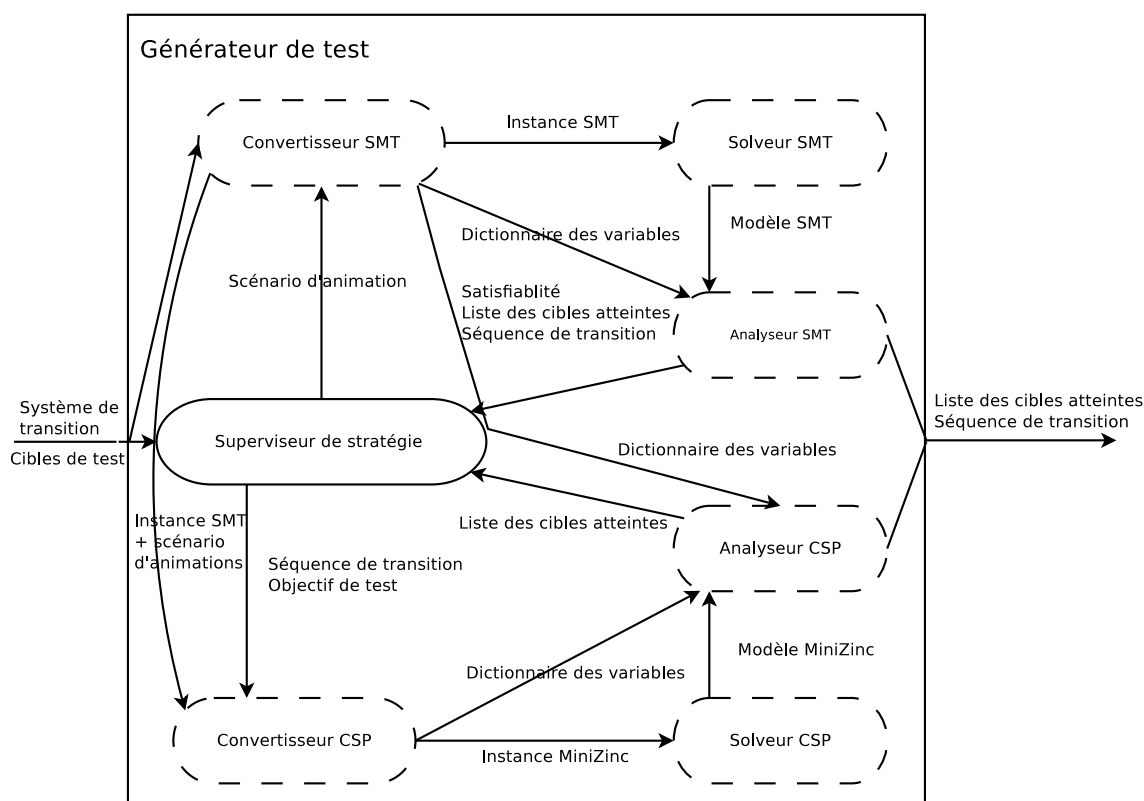 Générateur de test
Instance SMT
Convertisseur SMT
Solveur SMT
Modèle SMT
Dictionnaire des variables
Scénario d'animation
Satisfiablité
Liste des cibles atteintes
Séquence de transition
Analyseur SMT
Système de
transition
Cibles de test
Superviseur de stratégie
Liste des cibles atteintes
Séquence de transition
Dictionnaire des variables
Instance SMT
+ scénario
d'animations
Liste des cibles atteintes
Analyseur CSP
Séquence de transition
Objectif de test
Modèle MiniZinc
Dictionnaire des variables
Convertisseur CSP
Instance MiniZinc
Solveur CSP